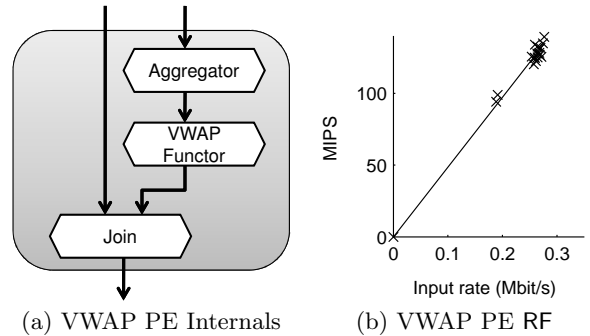 Aggregator
VWAP
Functor
Join
(a) VWAP PE Internals
MIPS
100
50
0
0 0.1 0.2 0.3
Input rate (Mbit/s)
(b) VWAP PE RF